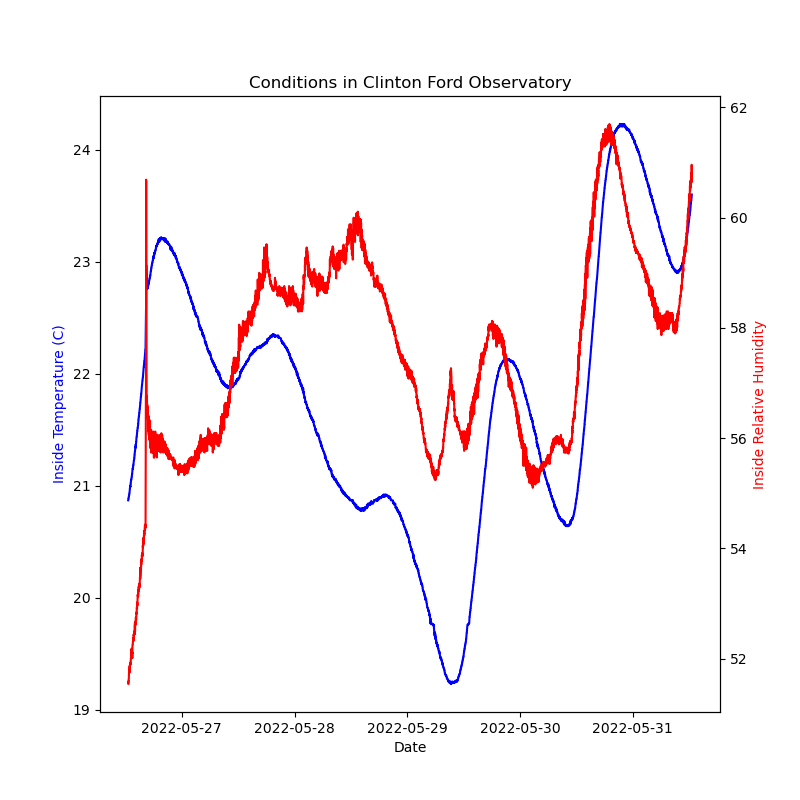 Conditions in Clinton Ford Observatory
Inside Temperature (C)
24
23
22
21
20
19
62
60
58
56
54
52
Inside Relative Humidity
2022-05-27 2022-05-28 2022-05-29 2022-05-30 2022-05-31
Date